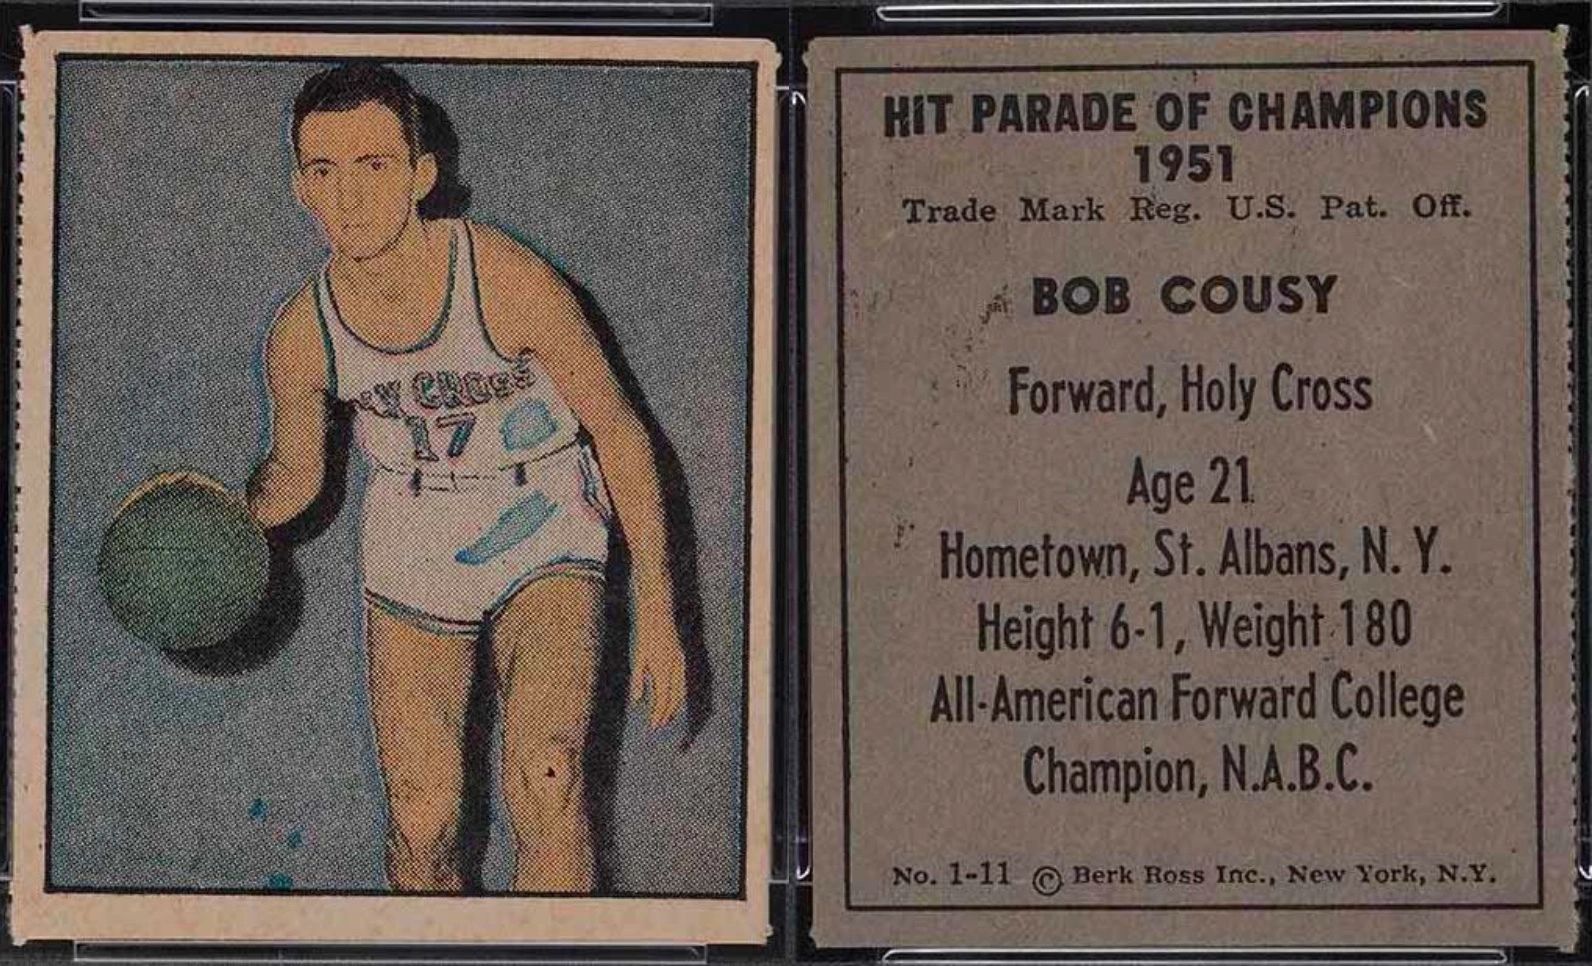 CROSS
17
HIT PARADE OF CHAMPIONS
1951
Trade Mark Reg. U.S. Pat. Off.
BOB COUSY
Forward, Holy Cross
Age 21
Hometown, St. Albans, N. Y.
Height 6-1, Weight 180
All-American Forward College
Champion, N.A.B.C.
No. 1-11 © Berk Ross Inc., New York, N.Y.